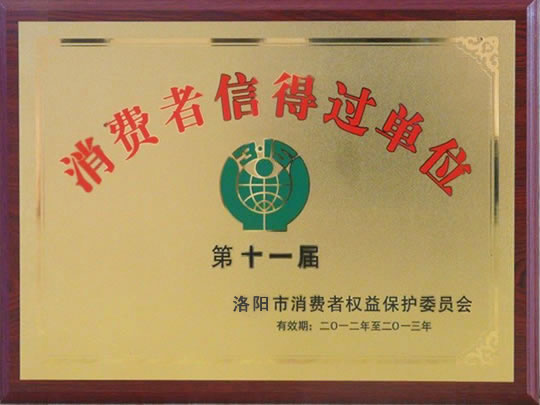 消费者信得过单位
3·15
第十一届
洛阳市消费者权益保护委员会
有效期：二〇一二年至二〇一三年